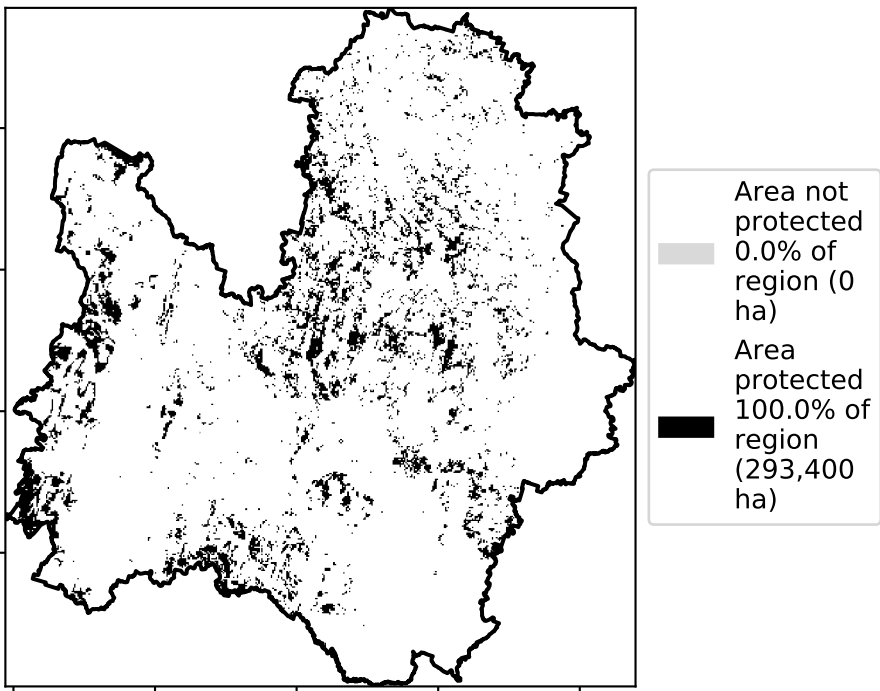 Area not
protected
0.0% of
region (0
ha)
Area
protected
100.0% of
region
(293,400
ha)